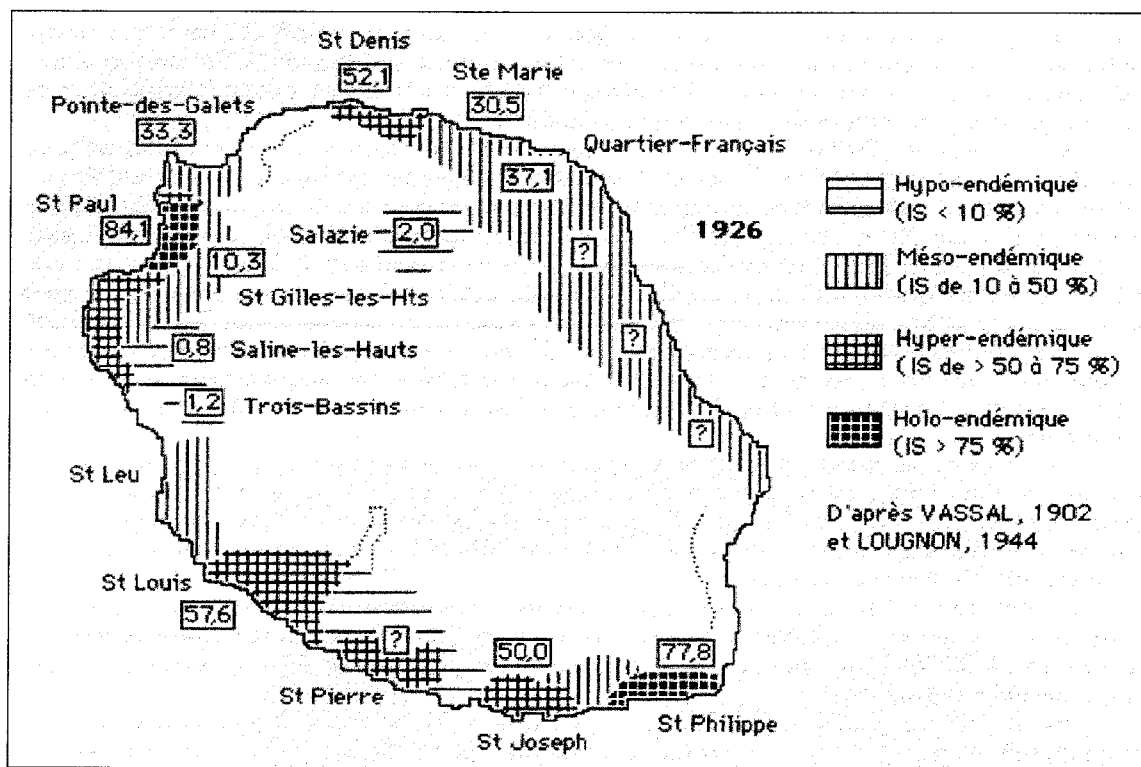 St Denis
52,1
Ste Marie
30,5
Pointe-des-Galets
33,3
Quartier-Français
37,1
St Paul
84,1
Salazie
2,0
1926
10,3
St Gilles-les-Hts
?
0,8
Saline-les-Hauts
?
1,2
Trois-Bassins
?
St Leu
St Louis
57,6
?
50,0
77,8
St Pierre
St Joseph
St Philippe
Hypo-endémique
(IS < 10 %)
Méso-endémique
(IS de 10 à 50 %)
Hyper-endémique
(IS de > 50 à 75 %)
Holo-endémique
(IS > 75 %)
D'après VASSAL, 1902
et LOUGNON, 1944